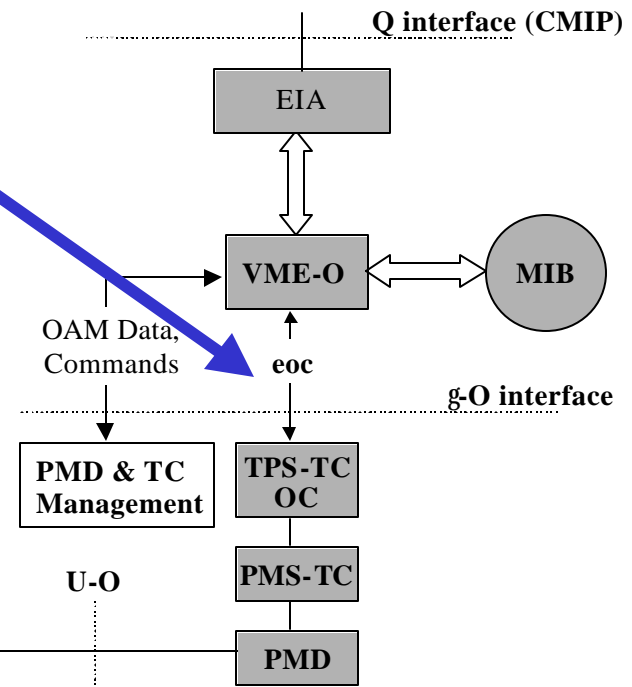 Q interface (CMIP)
EIA
VME-O
MIB
OAM Data,
Commands
eoc
g-O interface
PMD & TC
Management
TPS-TC
OC
U-O
PMS-TC
PMD